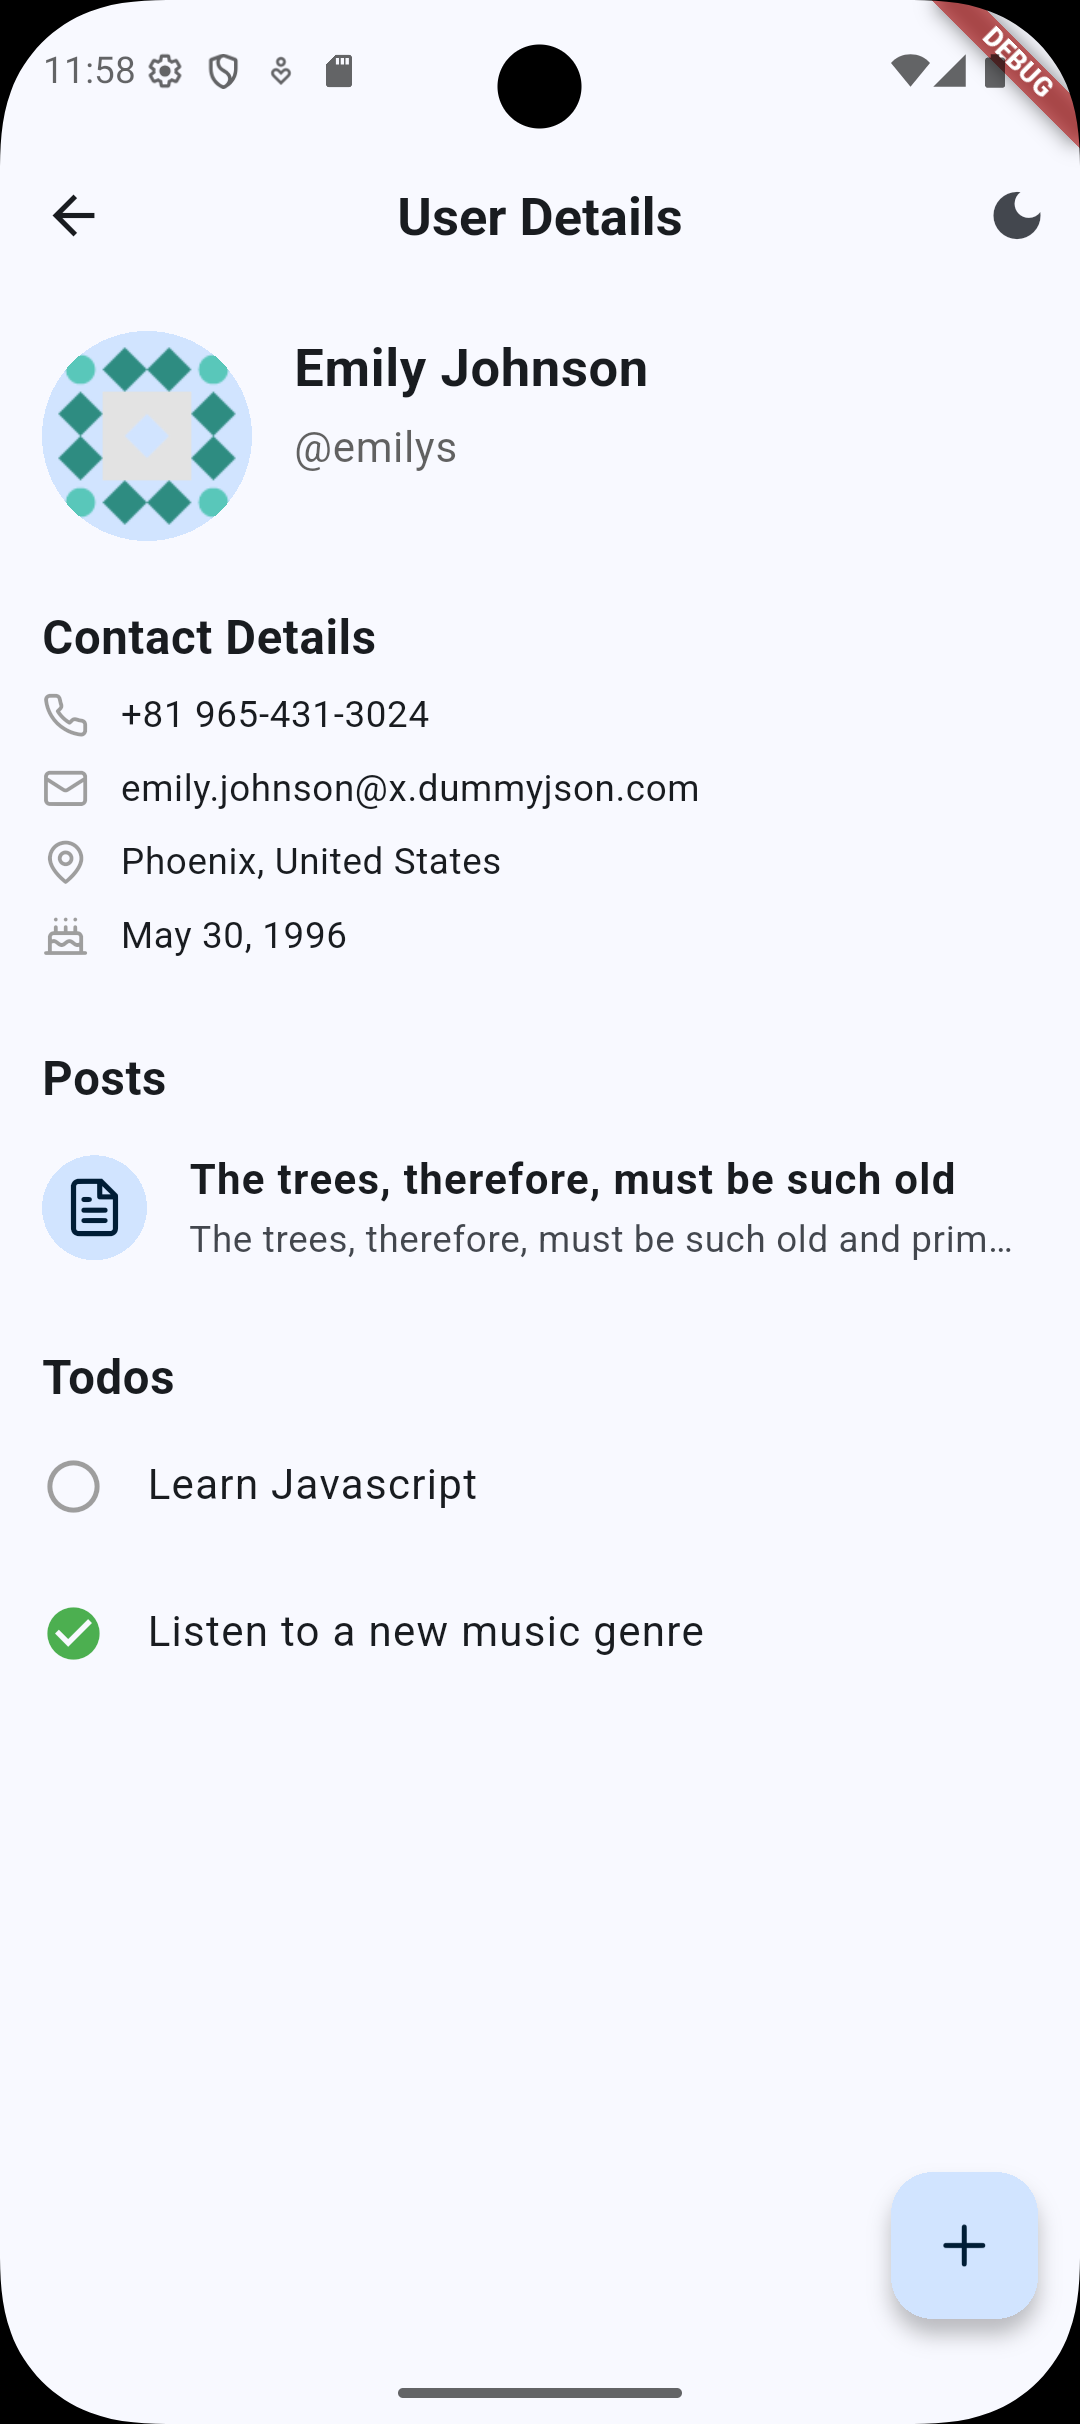 11:58
DEBUG
User Details
Emily Johnson
@emilys
Contact Details
+81 965-431-3024
emily.johnson@x.dummyjson.com
Phoenix, United States
May 30, 1996
Posts
The trees, therefore, must be such old
The trees, therefore, must be such old and prim…
Todos
Learn Javascript
Listen to a new music genre